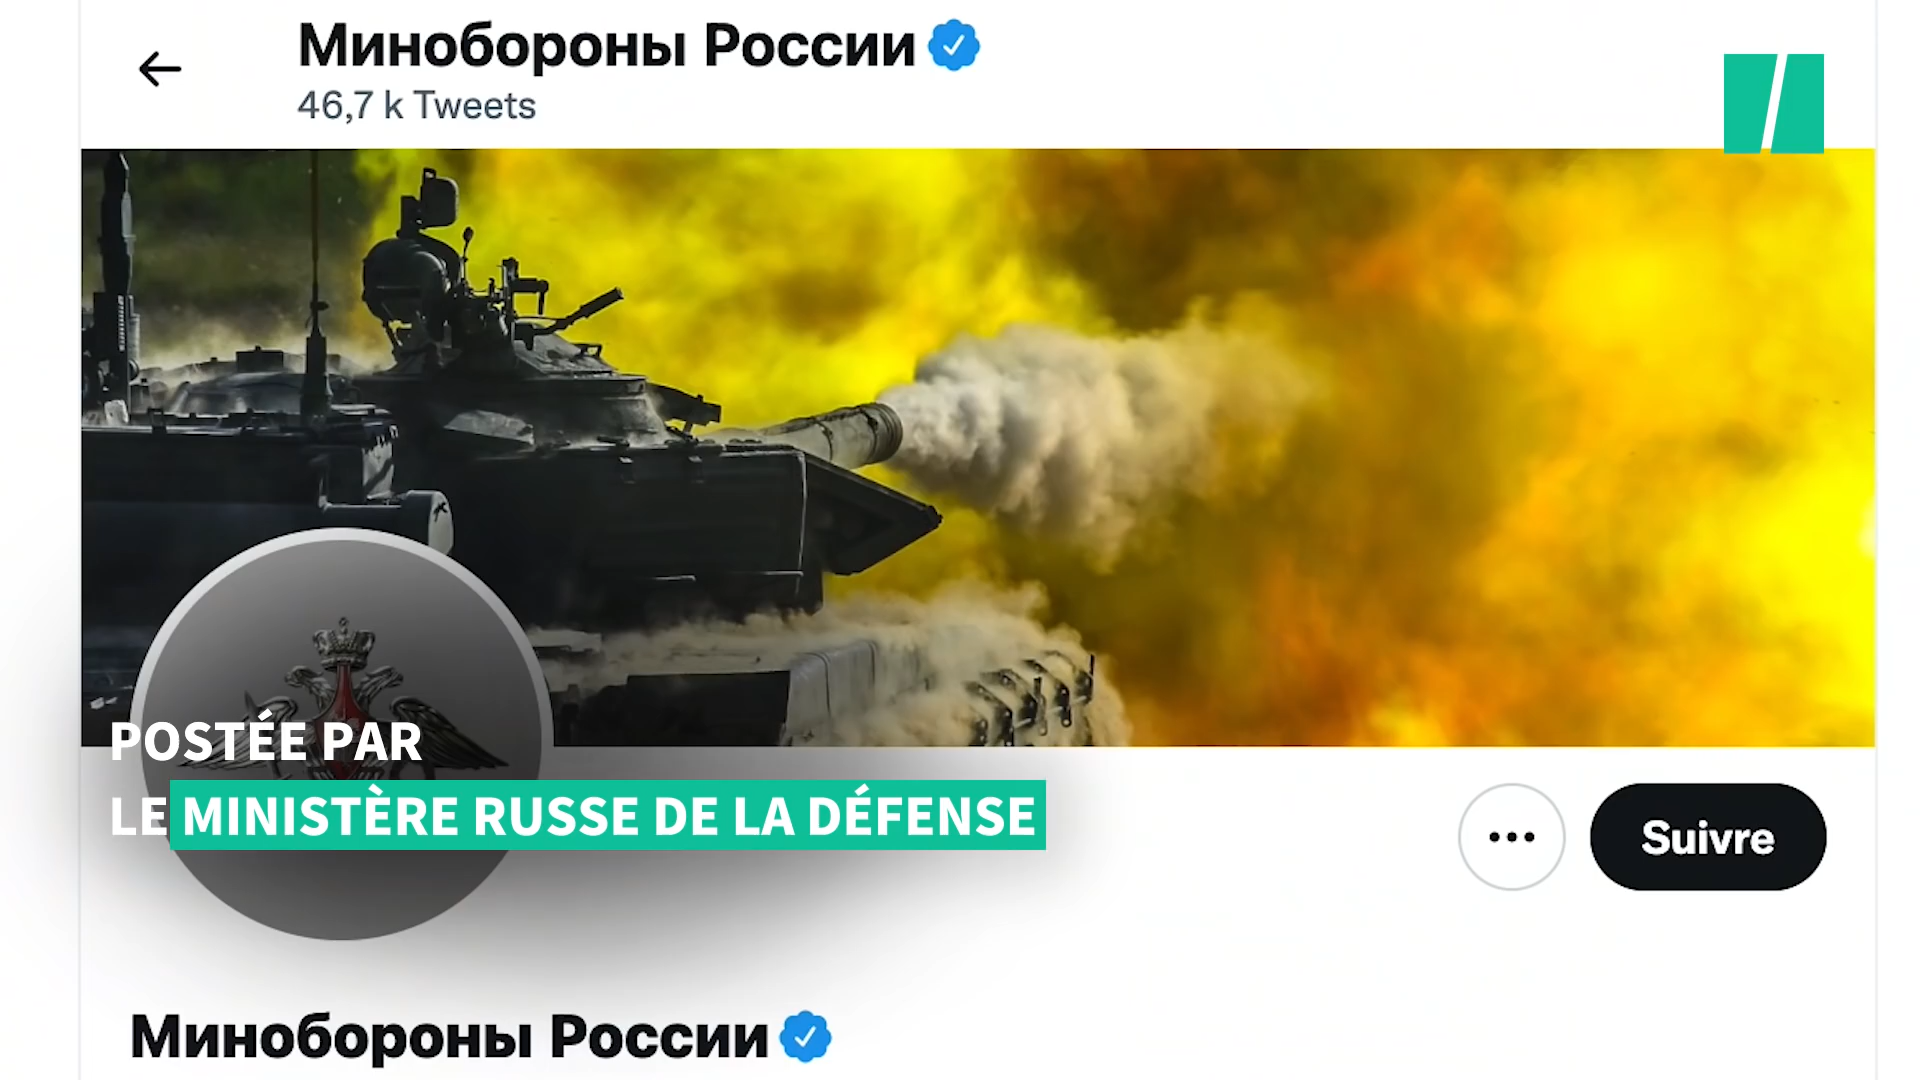 Минобороны России
46,7 k Tweets
POSTÉE PAR
LE MINISTÈRE RUSSE DE LA DÉFENSE
Suivre
Минобороны России